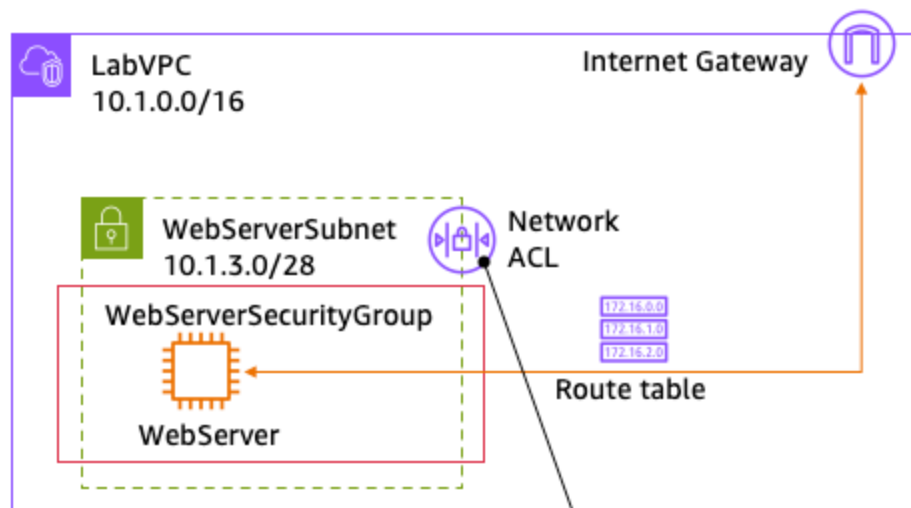 LabVPC
10.1.0.0/16
Internet Gateway
WebServerSubnet
10.1.3.0/28
Network
ACL
WebServerSecurityGroup
172.16.0.0
172.16.1.0
172.16.2.0
Route table
WebServer